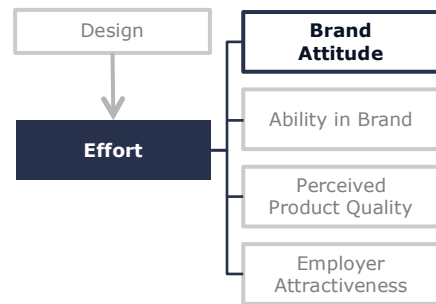 Design
Effort
Brand
Attitude
Ability in Brand
Perceived
Product Quality
Employer
Attractiveness